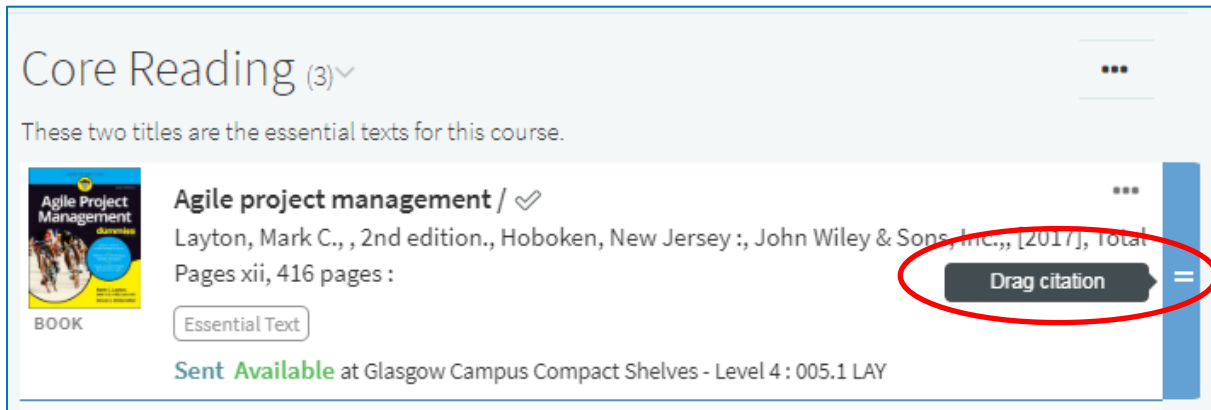 Core Reading (3)
These two titles are the essential texts for this course.
Agile Project
Management
dummies
BOOK
Agile project management /
Layton, Mark C., , 2nd edition., Hoboken, New Jersey :, John Wiley & Sons, Inc.,, [2017], Total
Pages xii, 416 pages :
Drag citation
Essential Text
Sent Available at Glasgow Campus Compact Shelves - Level 4 : 005.1 LAY